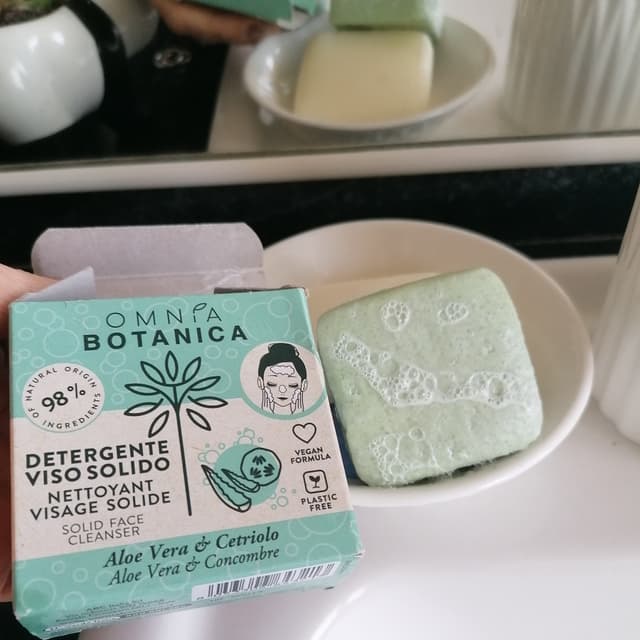 OMNIA
BOTANICA
98%
OF NATURAL ORIGIN
INGREDIENTS
DETERGENTE
VISO SOLIDO
NETTOYANT
VISAGE SOLIDE
SOLID FACE
CLEANSER
VEGAN
FORMULA
PLASTIC
FREE
Aloe Vera & Cetriolo
Aloe Vera & Concombre